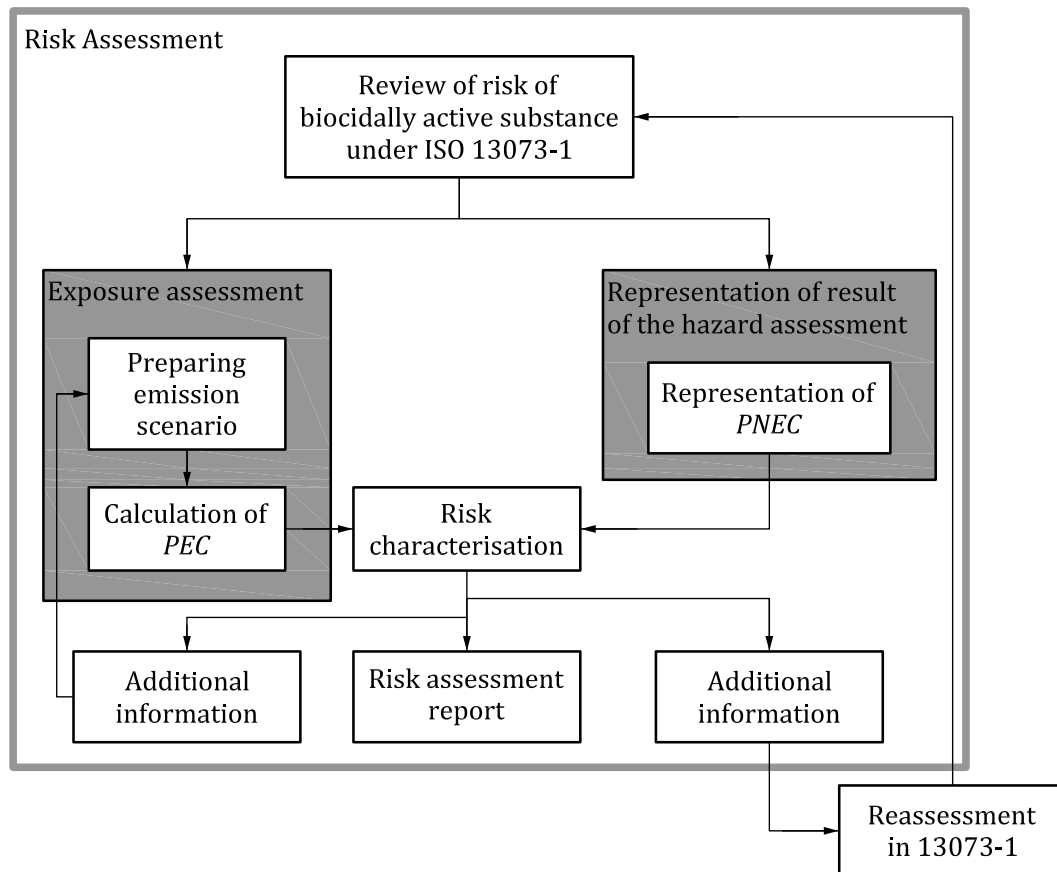 Risk Assessment
Review of risk of
biocidally active substance
under ISO 13073-1
Exposure assessment
Preparing
emission
scenario
Calculation of
PEC
Representation of result
of the hazard assessment
Representation of
PNEC
Risk
characterisation
Additional
information
Risk assessment
report
Additional
information
Reassessment
in 13073-1